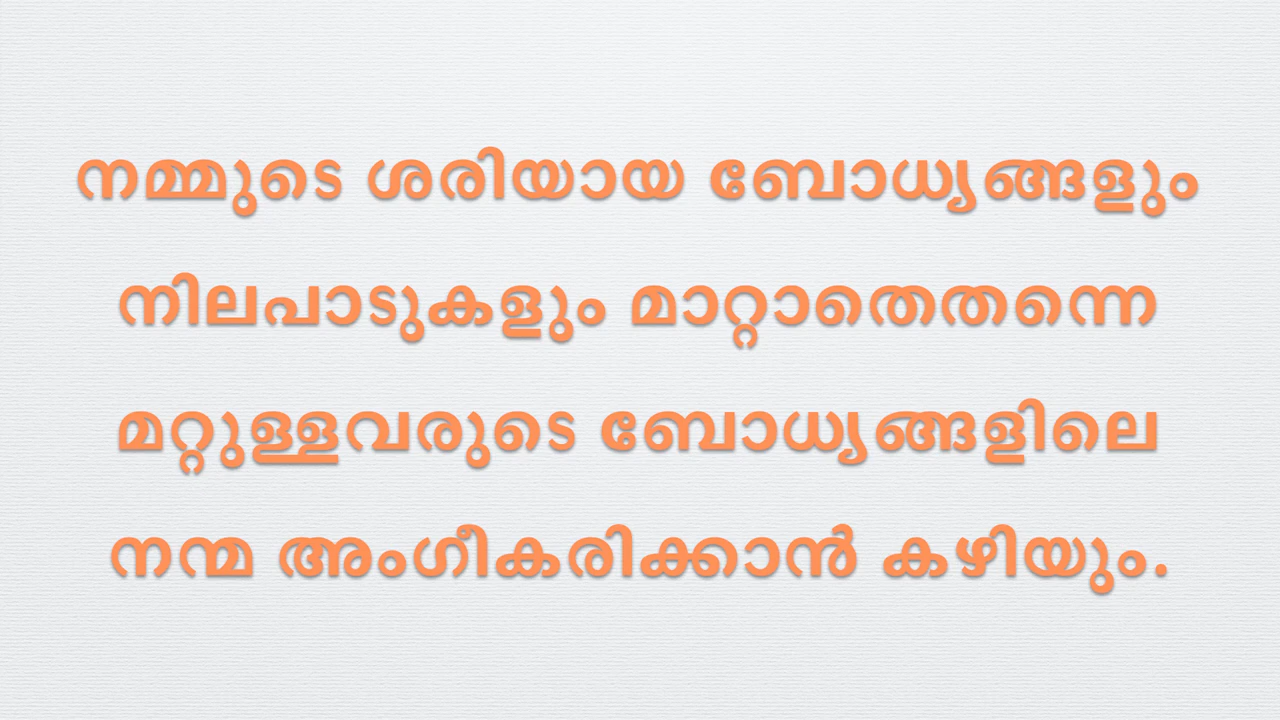 നമ്മുടെ ശരിയായ ബോധ്യങ്ങളും
നിലപാടുകളും മാറ്റാതെതന്നെ
മറ്റുള്ളവരുടെ ബോധ്യങ്ങളിലെ
നന്മ അംഗീകരിക്കാൻ കഴിയും.